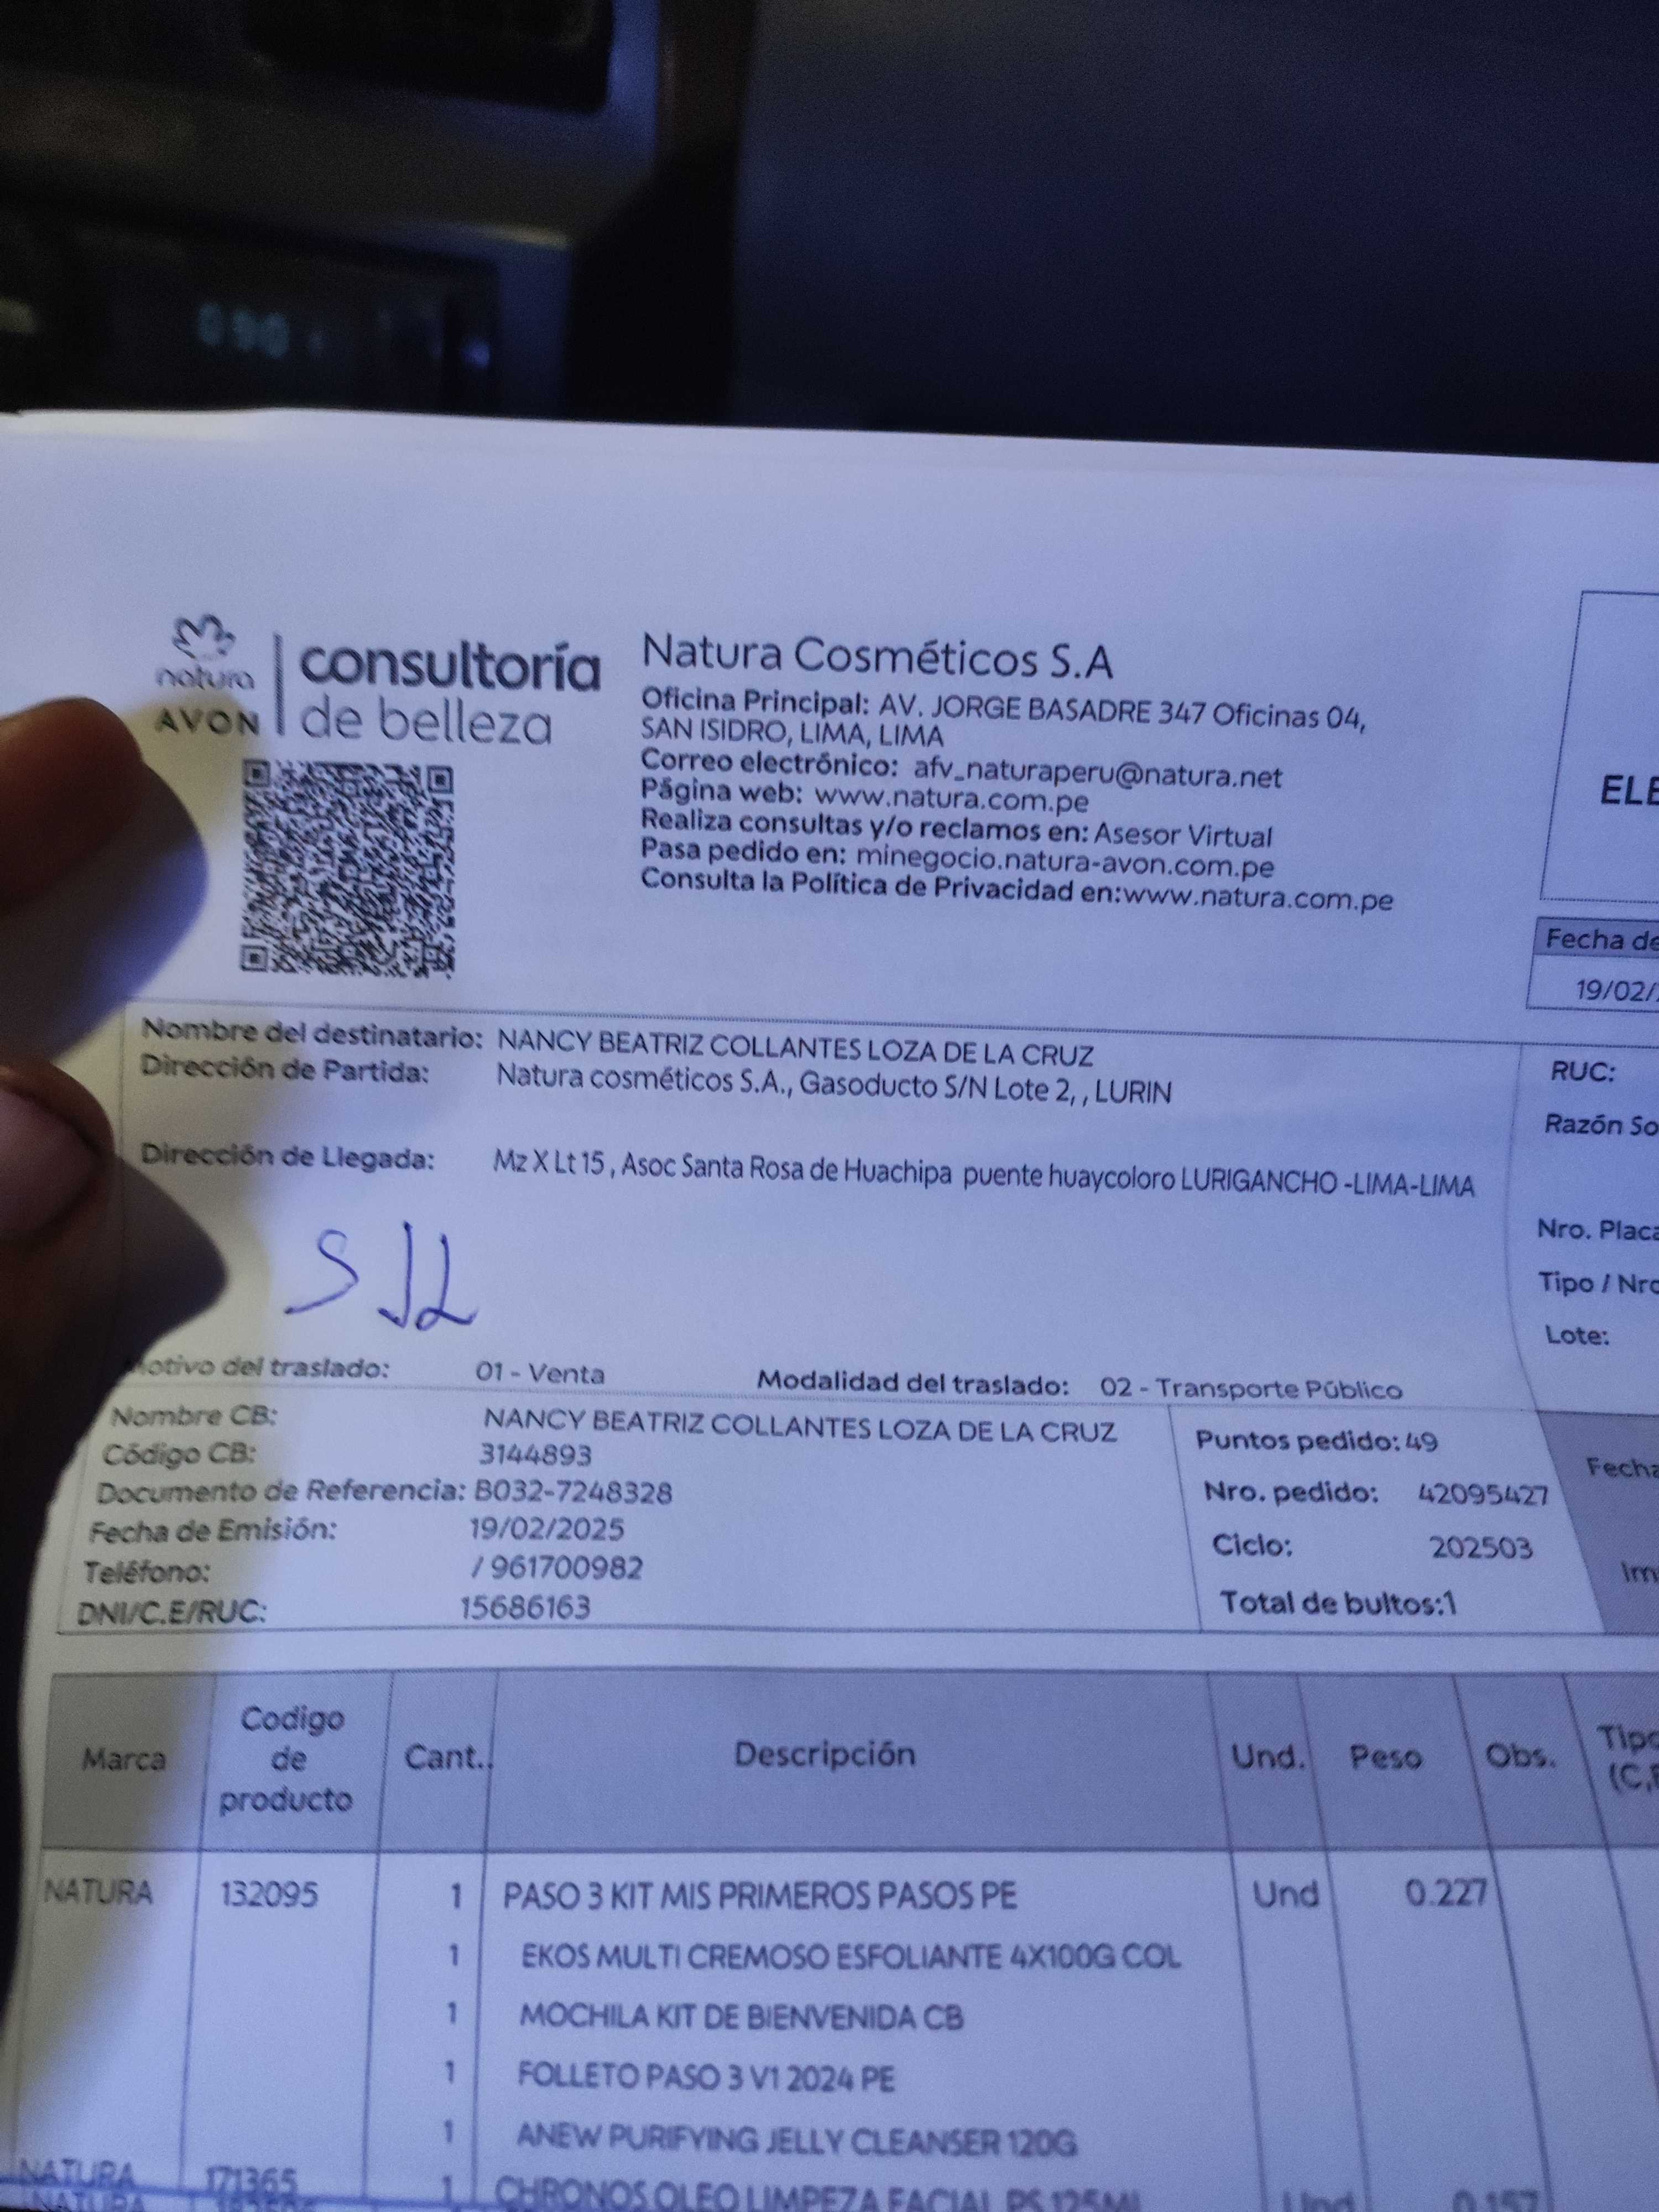 natura
AVON
consultoría
de belleza
Natura Cosméticos S.A
Oficina Principal: AV. JORGE BASADRE 347 Oficinas 04,
SAN ISIDRO, LIMA, LIMA
Correo electrónico: afv_naturaperu@natura.net
Página web: www.natura.com.pe
Realiza consultas y/o reclamos en: Asesor Virtual
Pasa pedido en: minegocio.natura-avon.com.pe
Consulta la Política de Privacidad en:www.natura.com.pe
ELE
Fecha de
19/02/
Nombre del destinatario: NANCY BEATRIZ COLLANTES LOZA DE LA CRUZ
Dirección de Partida: Natura cosméticos S.A., Gasoducto S/N Lote 2, , LURIN
RUC:
Razón So
Dirección de Llegada: Mz X Lt 15 , Asoc Santa Rosa de Huachipa puente huaycoloro LURIGANCHO -LIMA-LIMA
SJL
Nro. Placa
Tipo / Nro
Lote:
Motivo del traslado: 01 - Venta Modalidad del traslado: 02 - Transporte Público
Nombre CB: NANCY BEATRIZ COLLANTES LOZA DE LA CRUZ
Código CB: 3144893
Documento de Referencia: B032-7248328
Fecha de Emisión: 19/02/2025
Teléfono: / 961700982
DNI/C.E/RUC: 15686163
Puntos pedido: 49
Nro. pedido: 42095427
Ciclo: 202503
Total de bultos:1
Fecha
Im
Marca Codigo de producto Cant. Descripción Und. Peso Obs. Tipo (C,
NATURA 132095 1 PASO 3 KIT MIS PRIMEROS PASOS PE Und 0.227
1 EKOS MULTI CREMOSO ESFOLIANTE 4X100G COL
1 MOCHILA KIT DE BIENVENIDA CB
1 FOLLETO PASO 3 V1 2024 PE
1 ANEW PURIFYING JELLY CLEANSER 120G
NATURA 171365 1 CHRONOS OLEO LIMPEZA FACIAL PS 125ML Und 0.157
NATURA